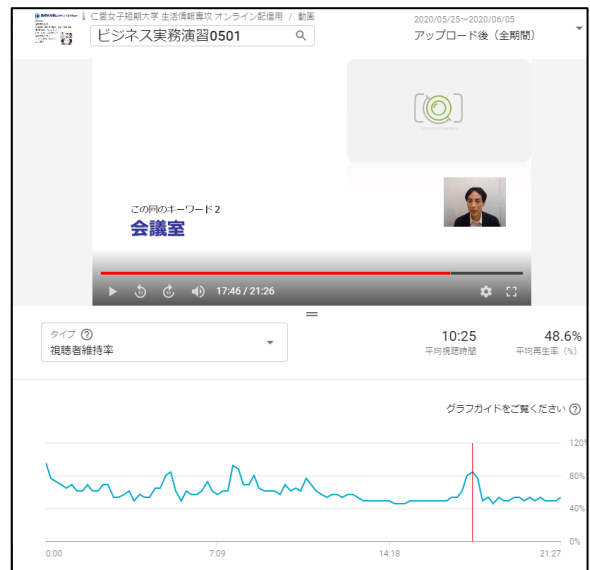 仁愛女子短期大学 生活情報専攻 オンライン配信用 / 動画
ビジネス実務演習0501
2020/05/25～2020/06/05
アップロード後（全期間）
この回のキーワード2
会議室
17:46 / 21:26
タイプ
視聴者維持率
10:25
平均視聴時間
48.6%
平均再生率（%）
グラフガイドをご覧ください
120%
80%
40%
0%
0:00
7:09
14:18
21:27